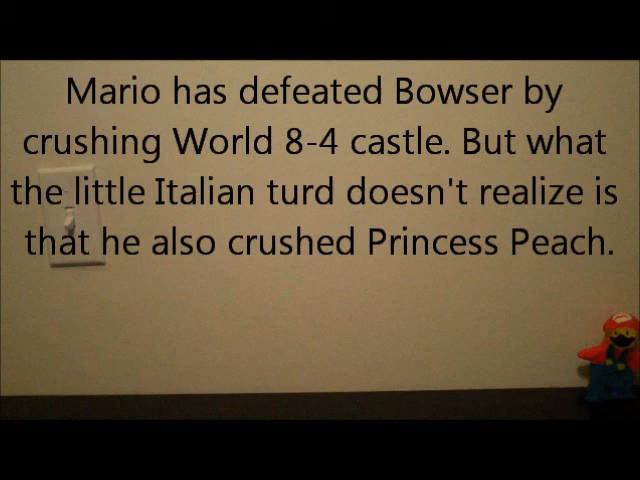 Mario has defeated Bowser by
crushing World 8-4 castle. But what
the little Italian turd doesn't realize is
that he also crushed Princess Peach.